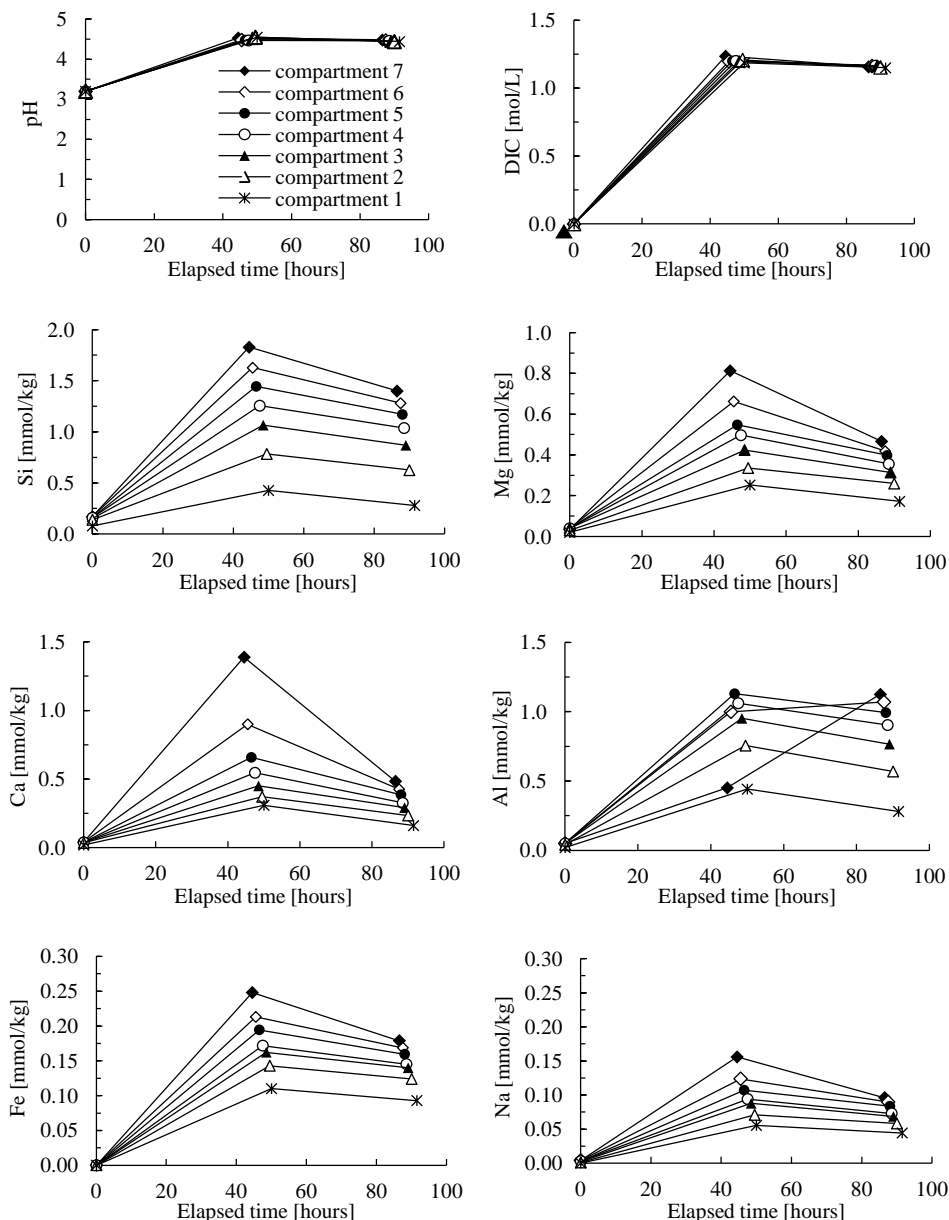 5
4
3
2
1
0
pH
compartment 7
compartment 6
compartment 5
compartment 4
compartment 3
compartment 2
compartment 1
0 20 40 60 80 100
Elapsed time [hours]
1.5
1.0
0.5
0.0
DIC [mol/L]
0 20 40 60 80 100
Elapsed time [hours]
2.0
1.5
1.0
0.5
0.0
Si [mmol/kg]
0 20 40 60 80 100
Elapsed time [hours]
1.0
0.8
0.6
0.4
0.2
0.0
Mg [mmol/kg]
0 20 40 60 80 100
Elapsed time [hours]
1.5
1.0
0.5
0.0
Ca [mmol/kg]
0 20 40 60 80 100
Elapsed time [hours]
1.5
1.0
0.5
0.0
Al [mmol/kg]
0 20 40 60 80 100
Elapsed time [hours]
0.30
0.25
0.20
0.15
0.10
0.05
0.00
Fe [mmol/kg]
0 20 40 60 80 100
Elapsed time [hours]
0.30
0.25
0.20
0.15
0.10
0.05
0.00
Na [mmol/kg]
0 20 40 60 80 100
Elapsed time [hours]